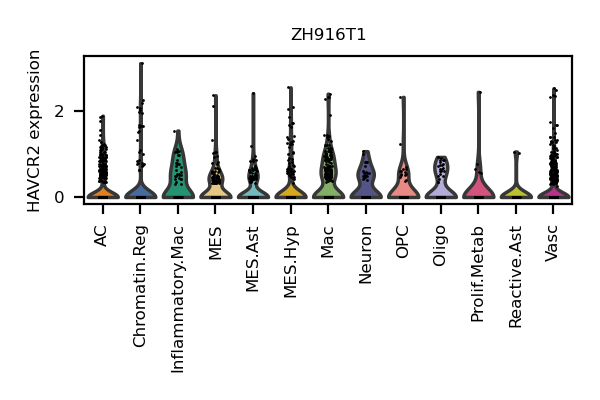 ZH916T1
HAVCR2 expression
2
0
AC
Chromatin.Reg
Inflammatory.Mac
MES
MES.Ast
MES.Hyp
Mac
Neuron
OPC
Oligo
Prolif.Metab
Reactive.Ast
Vasc